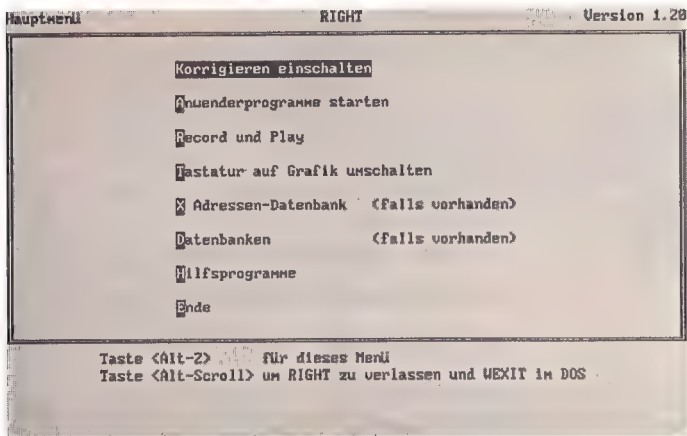 Hauptmenü RIGHT Version 1.20
Korrigieren einschalten
Anwenderprogramme starten
Record und Play
Tastatur auf Grafik umschalten
X Adressen-Datenbank (falls vorhanden)
Datenbanken (falls vorhanden)
Hilfsprogramme
Ende
Taste <Alt-2> für dieses Menü
Taste <Alt-Scroll> um RIGHT zu verlassen und WEXIT im DOS